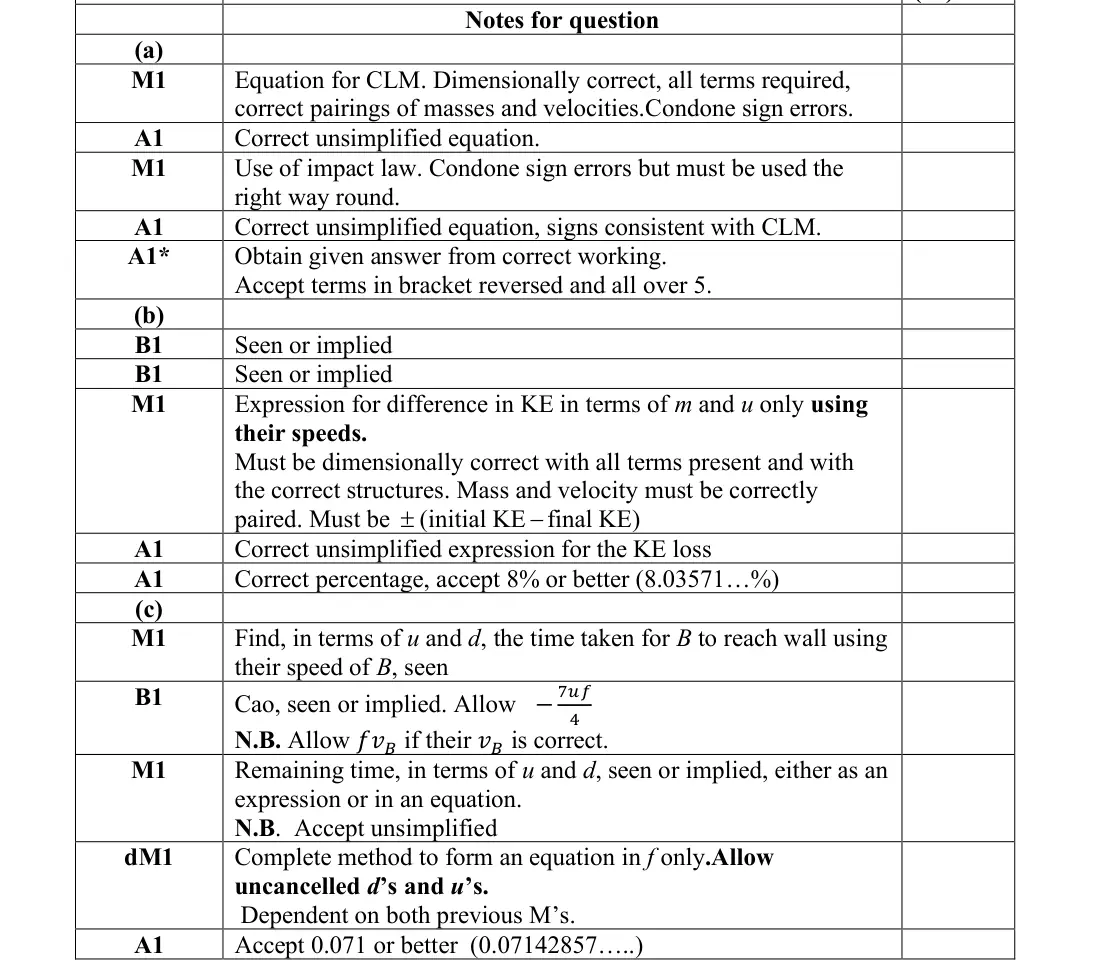 Notes for question
(a)
M1 Equation for CLM. Dimensionally correct, all terms required,
correct pairings of masses and velocities.Condone sign errors.
A1 Correct unsimplified equation.
M1 Use of impact law. Condone sign errors but must be used the
right way round.
A1 Correct unsimplified equation, signs consistent with CLM.
A1* Obtain given answer from correct working.
Accept terms in bracket reversed and all over 5.
(b)
B1 Seen or implied
B1 Seen or implied
M1 Expression for difference in KE in terms of m and u only using
their speeds.
Must be dimensionally correct with all terms present and with
the correct structures. Mass and velocity must be correctly
paired. Must be ± (initial KE – final KE)
A1 Correct unsimplified expression for the KE loss
A1 Correct percentage, accept 8% or better (8.03571…%)
(c)
M1 Find, in terms of u and d, the time taken for B to reach wall using
their speed of B, seen
B1 Cao, seen or implied. Allow − 7uf/4
N.B. Allow fv_B if their v_B is correct.
M1 Remaining time, in terms of u and d, seen or implied, either as an
expression or in an equation.
N.B. Accept unsimplified
dM1 Complete method to form an equation in f only.Allow
uncancelled d’s and u’s.
Dependent on both previous M’s.
A1 Accept 0.071 or better (0.07142857…..)